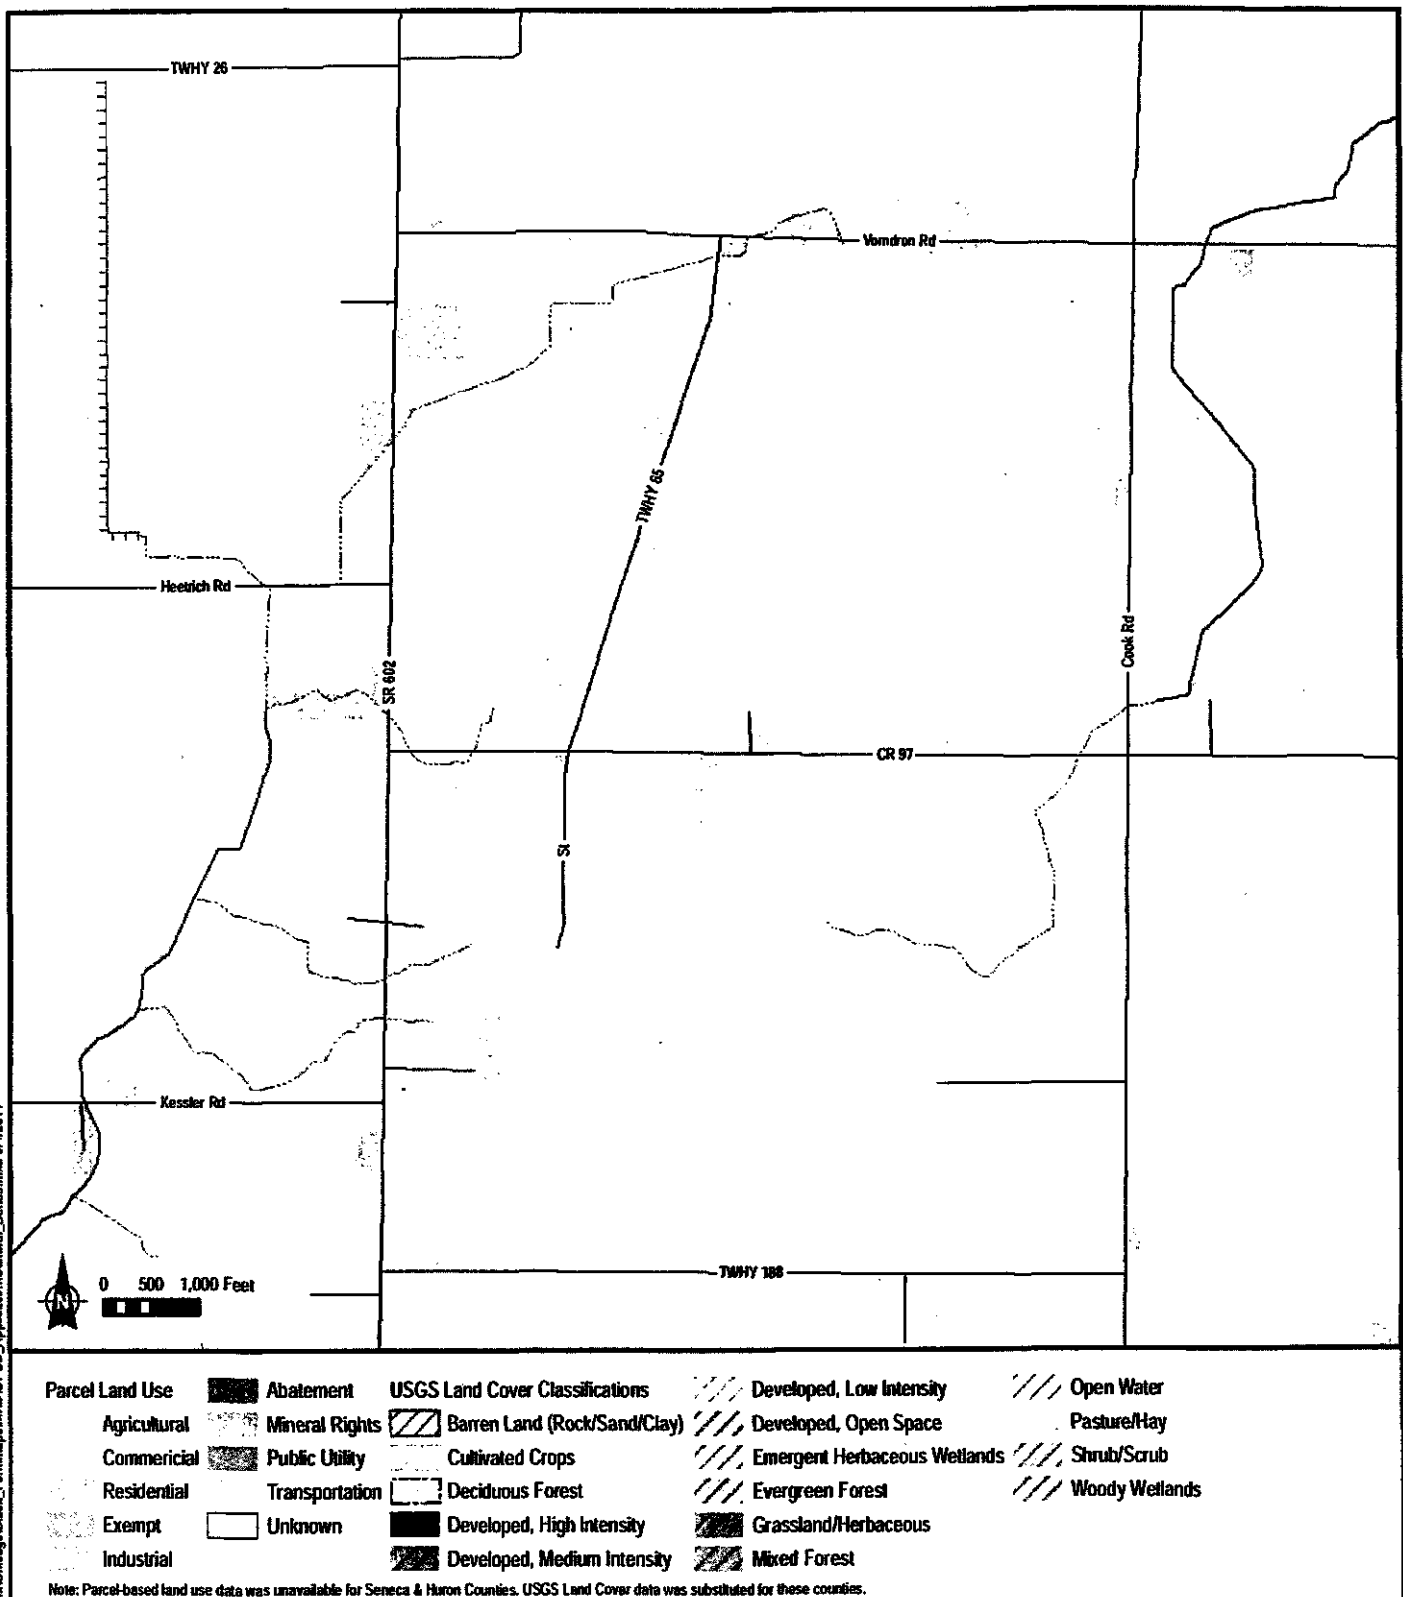 TWHY 26
Vorndron Rd
TWHY 65
Heetrich Rd
SR 602
Cook Rd
CR 97
St
Kessler Rd
TWHY 188
N
0 500 1,000 Feet
Parcel Land Use
Agricultural
Commericial
Residential
Exempt
Industrial
Abatement
Mineral Rights
Public Utility
Transportation
Unknown
USGS Land Cover Classifications
Barren Land (Rock/Sand/Clay)
Cultivated Crops
Deciduous Forest
Developed, High Intensity
Developed, Medium Intensity
Developed, Low Intensity
Developed, Open Space
Emergent Herbaceous Wetlands
Evergreen Forest
Grassland/Herbaceous
Mixed Forest
Open Water
Pasture/Hay
Shrub/Scrub
Woody Wetlands
Note: Parcel-based land use data was unavailable for Seneca & Huron Counties. USGS Land Cover data was substituted for these counties.